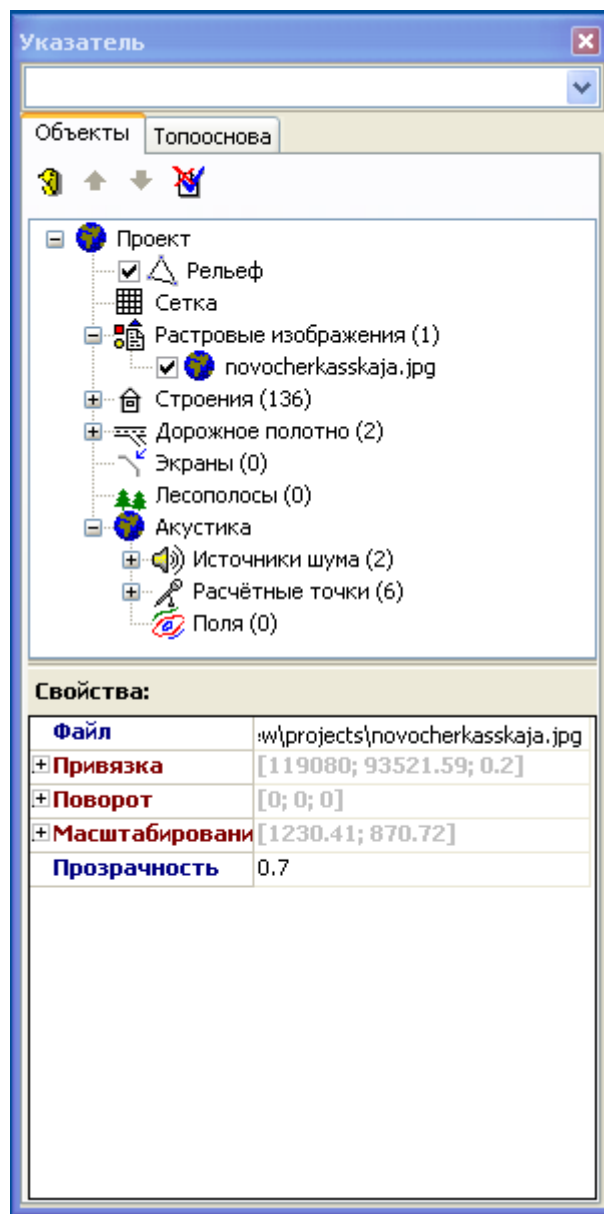 Указатель
Объекты Топооснова
Проект
Рельеф
Сетка
Растровые изображения (1)
novocherkasskaja.jpg
Строения (136)
Дорожное полотно (2)
Экраны (0)
Лесополосы (0)
Акустика
Источники шума (2)
Расчётные точки (6)
Поля (0)
Свойства:
Файл w\projects\novocherkasskaja.jpg
Привязка [119080; 93521.59; 0.2]
Поворот [0; 0; 0]
Масштабировани [1230.41; 870.72]
Прозрачность 0.7